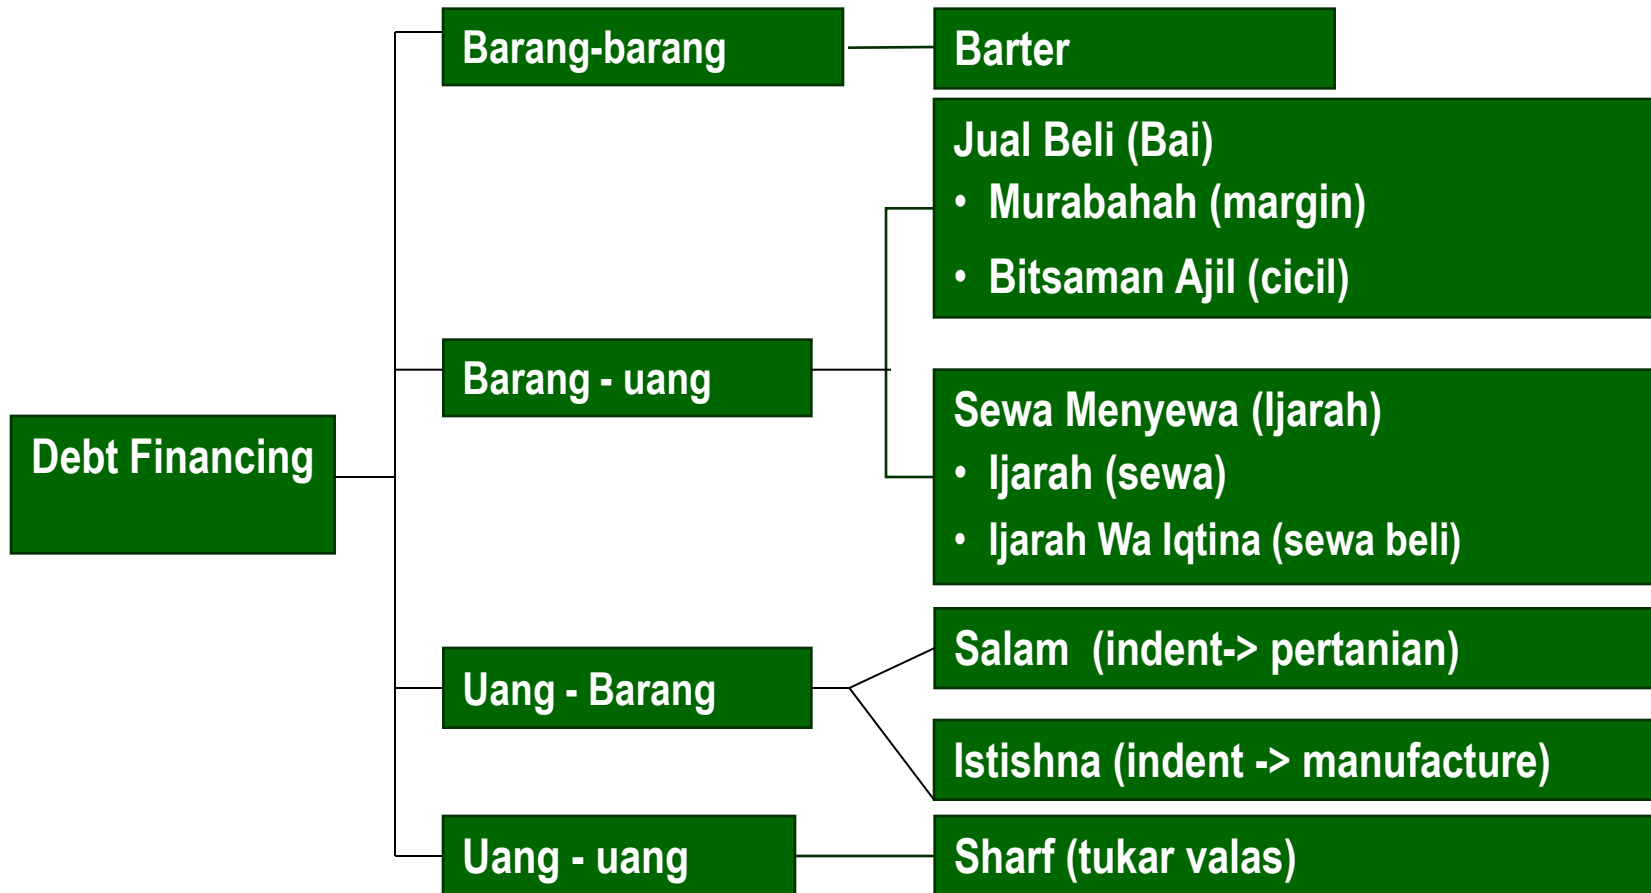 Debt Financing
Barang-barang
Barter
Barang - uang
Jual Beli (Bai)
• Murabahah (margin)
• Bitsaman Ajil (cicil)
Sewa Menyewa (Ijarah)
• Ijarah (sewa)
• Ijarah Wa Iqtina (sewa beli)
Uang - Barang
Salam (indent-> pertanian)
Istishna (indent -> manufacture)
Uang - uang
Sharf (tukar valas)